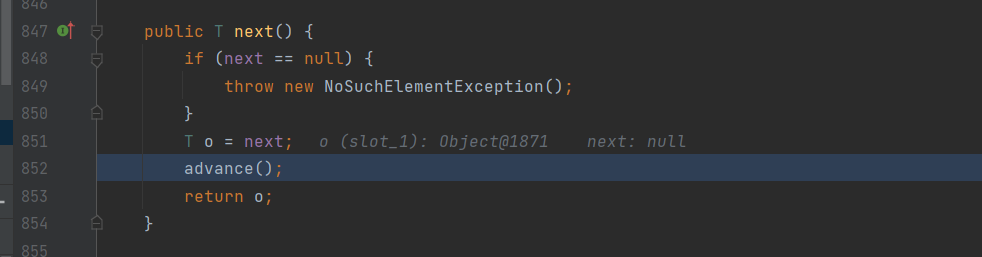 846
847 public T next() {
848 if (next == null) {
849 throw new NoSuchElementException();
850 }
851 T o = next; o (slot_1): Object@1871 next: null
852 advance();
853 return o;
854 }
855